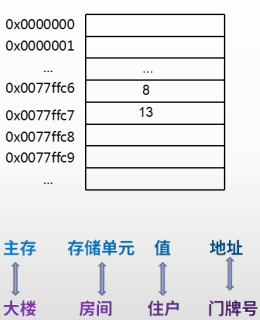 0x0000000
0x0000001
... ...
0x0077ffc6 8
0x0077ffc7 13
0x0077ffc8
0x0077ffc9
...
主存 存储单元 值 地址
大楼 房间 住户 门牌号